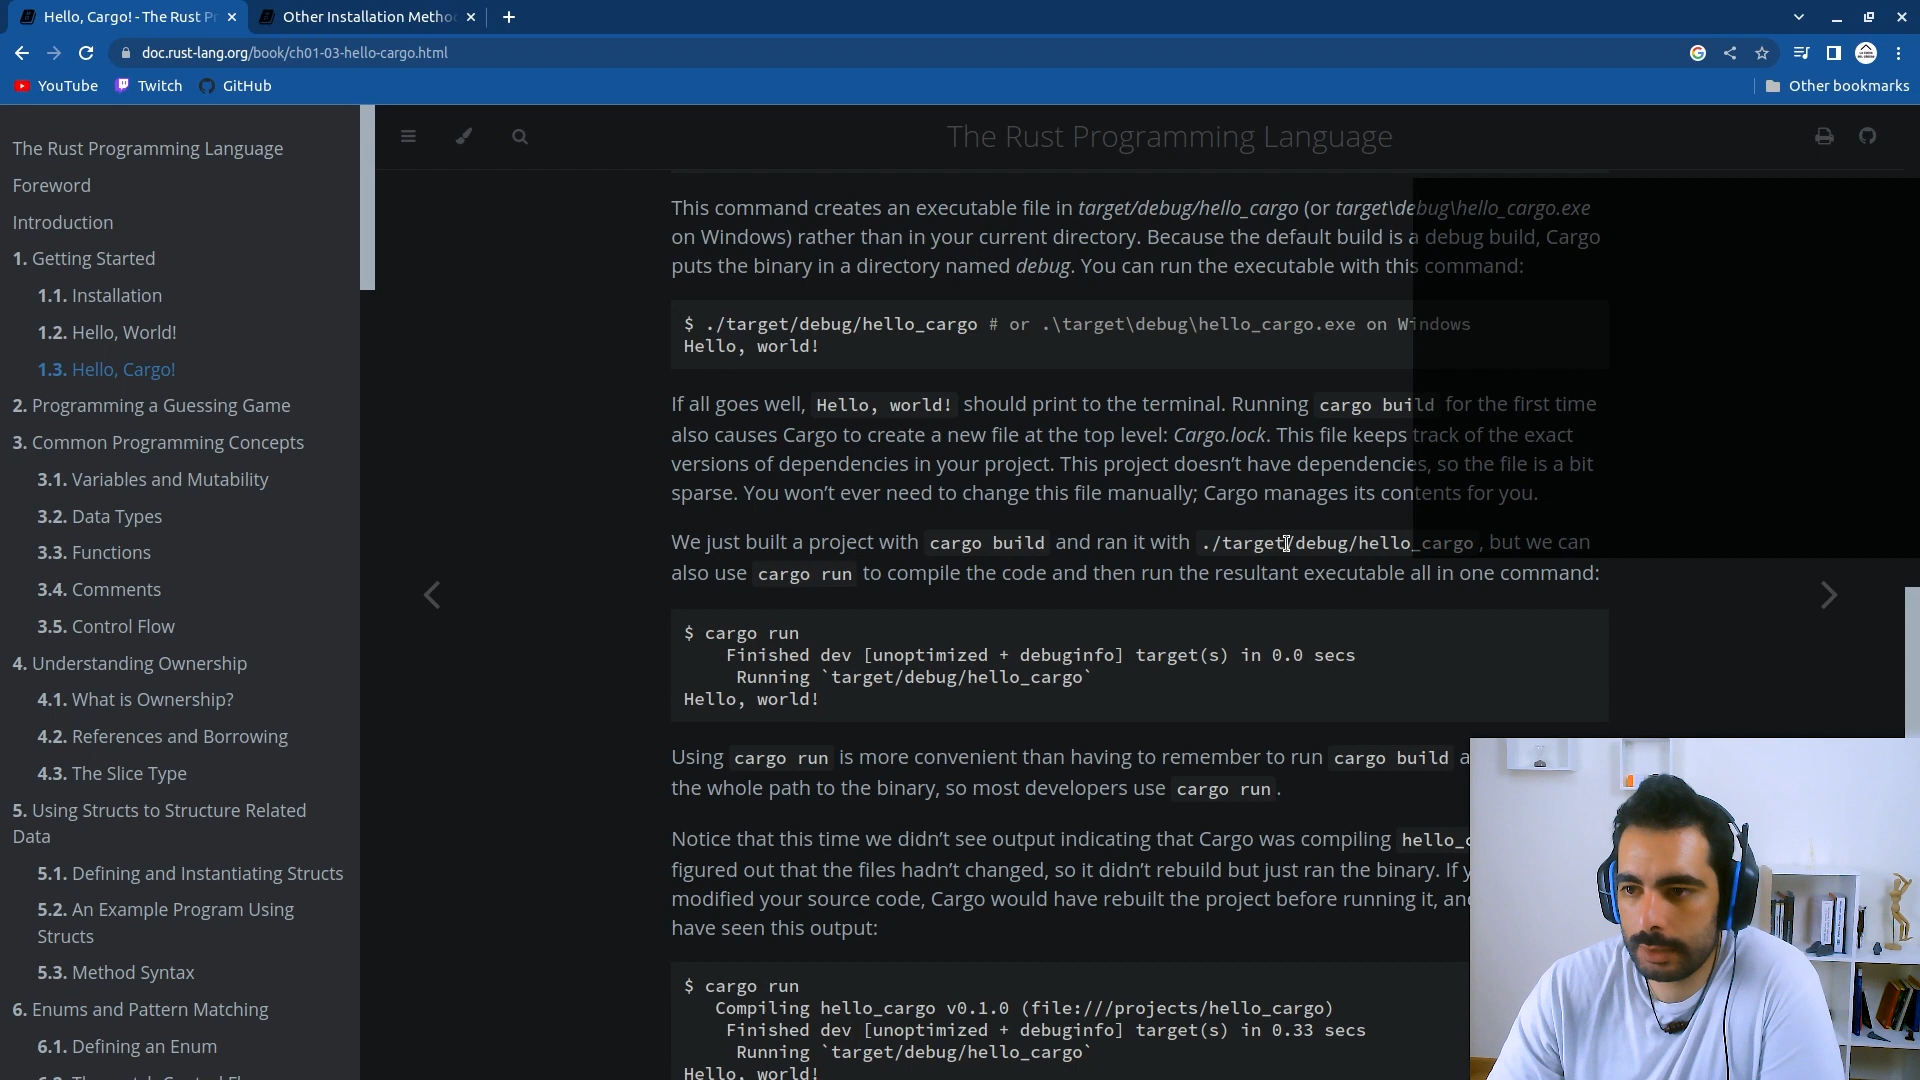 Hello, Cargo! - The Rust Pr
Other Installation Metho
doc.rust-lang.org/book/ch01-03-hello-cargo.html
YouTube
Twitch
GitHub
Other bookmarks
The Rust Programming Language
Foreword
Introduction
1. Getting Started
1.1. Installation
1.2. Hello, World!
1.3. Hello, Cargo!
2. Programming a Guessing Game
3. Common Programming Concepts
3.1. Variables and Mutability
3.2. Data Types
3.3. Functions
3.4. Comments
3.5. Control Flow
4. Understanding Ownership
4.1. What is Ownership?
4.2. References and Borrowing
4.3. The Slice Type
5. Using Structs to Structure Related
Data
5.1. Defining and Instantiating Structs
5.2. An Example Program Using
Structs
5.3. Method Syntax
6. Enums and Pattern Matching
6.1. Defining an Enum
The Rust Programming Language
This command creates an executable file in target/debug/hello_cargo (or target\debug\hello_cargo.exe
on Windows) rather than in your current directory. Because the default build is a debug build, Cargo
puts the binary in a directory named debug. You can run the executable with this command:
$ ./target/debug/hello_cargo # or .\target\debug\hello_cargo.exe on Windows
Hello, world!
If all goes well, Hello, world! should print to the terminal. Running cargo build for the first time
also causes Cargo to create a new file at the top level: Cargo.lock. This file keeps track of the exact
versions of dependencies in your project. This project doesn’t have dependencies, so the file is a bit
sparse. You won’t ever need to change this file manually; Cargo manages its contents for you.
We just built a project with cargo build and ran it with ./target/debug/hello_cargo, but we can
also use cargo run to compile the code and then run the resultant executable all in one command:
$ cargo run
Finished dev [unoptimized + debuginfo] target(s) in 0.0 secs
Running `target/debug/hello_cargo`
Hello, world!
Using cargo run is more convenient than having to remember to run cargo build a
the whole path to the binary, so most developers use cargo run.
Notice that this time we didn’t see output indicating that Cargo was compiling hello_c
figured out that the files hadn’t changed, so it didn’t rebuild but just ran the binary. If y
modified your source code, Cargo would have rebuilt the project before running it, and
have seen this output:
$ cargo run
Compiling hello_cargo v0.1.0 (file:///projects/hello_cargo)
Finished dev [unoptimized + debuginfo] target(s) in 0.33 secs
Running `target/debug/hello_cargo`
Hello, world!